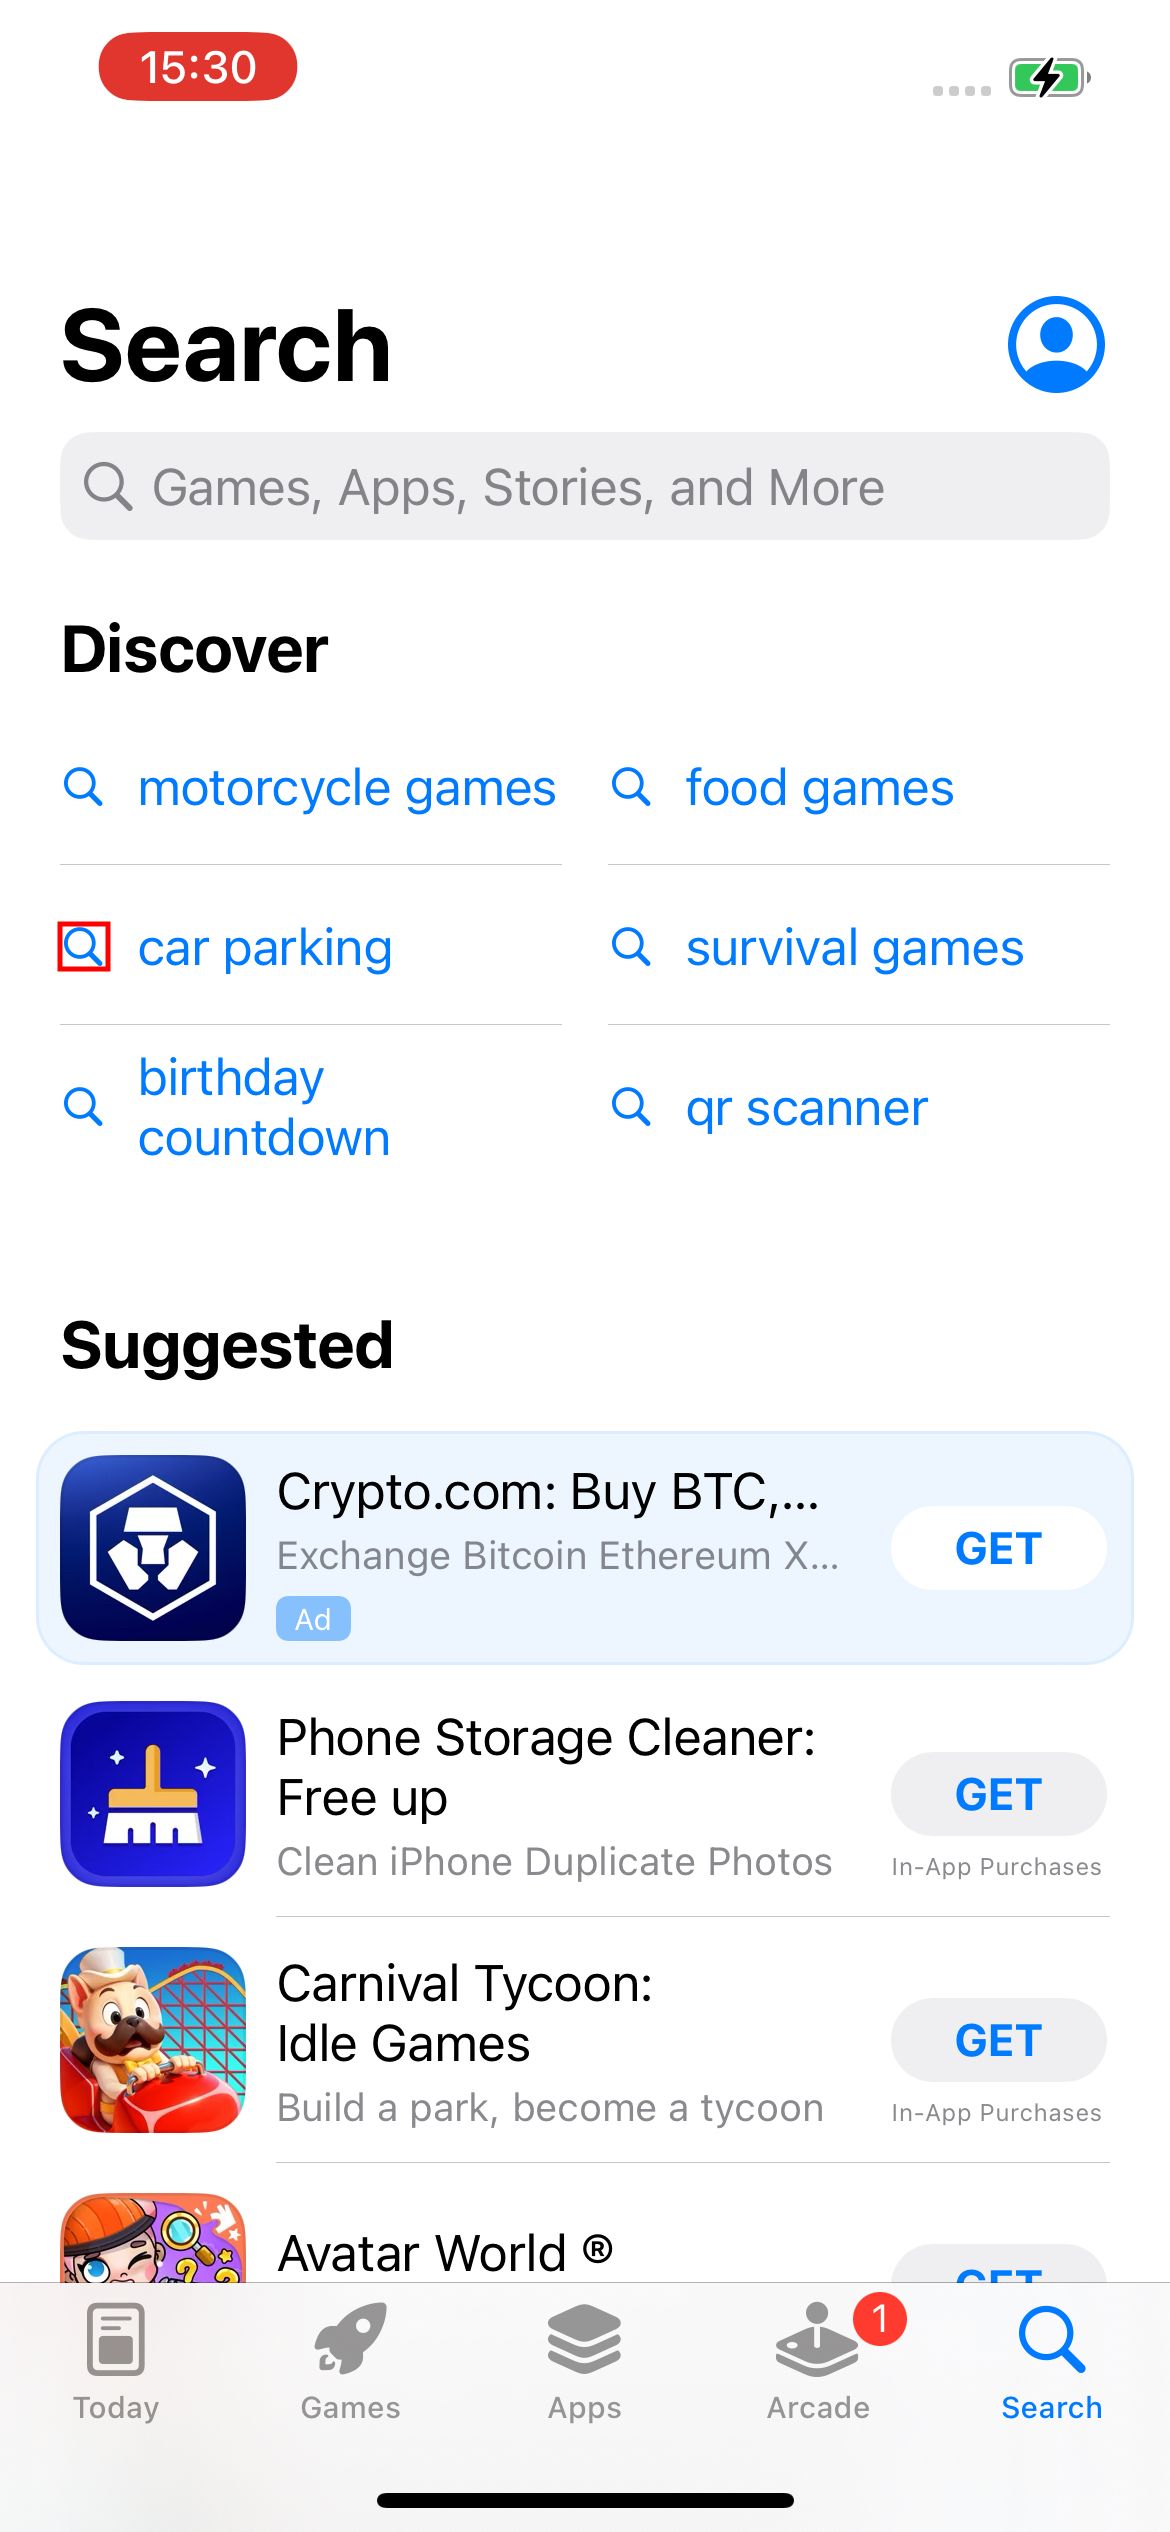 15:30
Search
Games, Apps, Stories, and More
Discover
motorcycle games
food games
car parking
survival games
birthday
countdown
qr scanner
Suggested
Crypto.com: Buy BTC,...
Exchange Bitcoin Ethereum X...
Ad
GET
Phone Storage Cleaner:
Free up
Clean iPhone Duplicate Photos
GET
In-App Purchases
Carnival Tycoon:
Idle Games
Build a park, become a tycoon
GET
In-App Purchases
Avatar World ®
GET
Today
Games
Apps
Arcade
1
Search